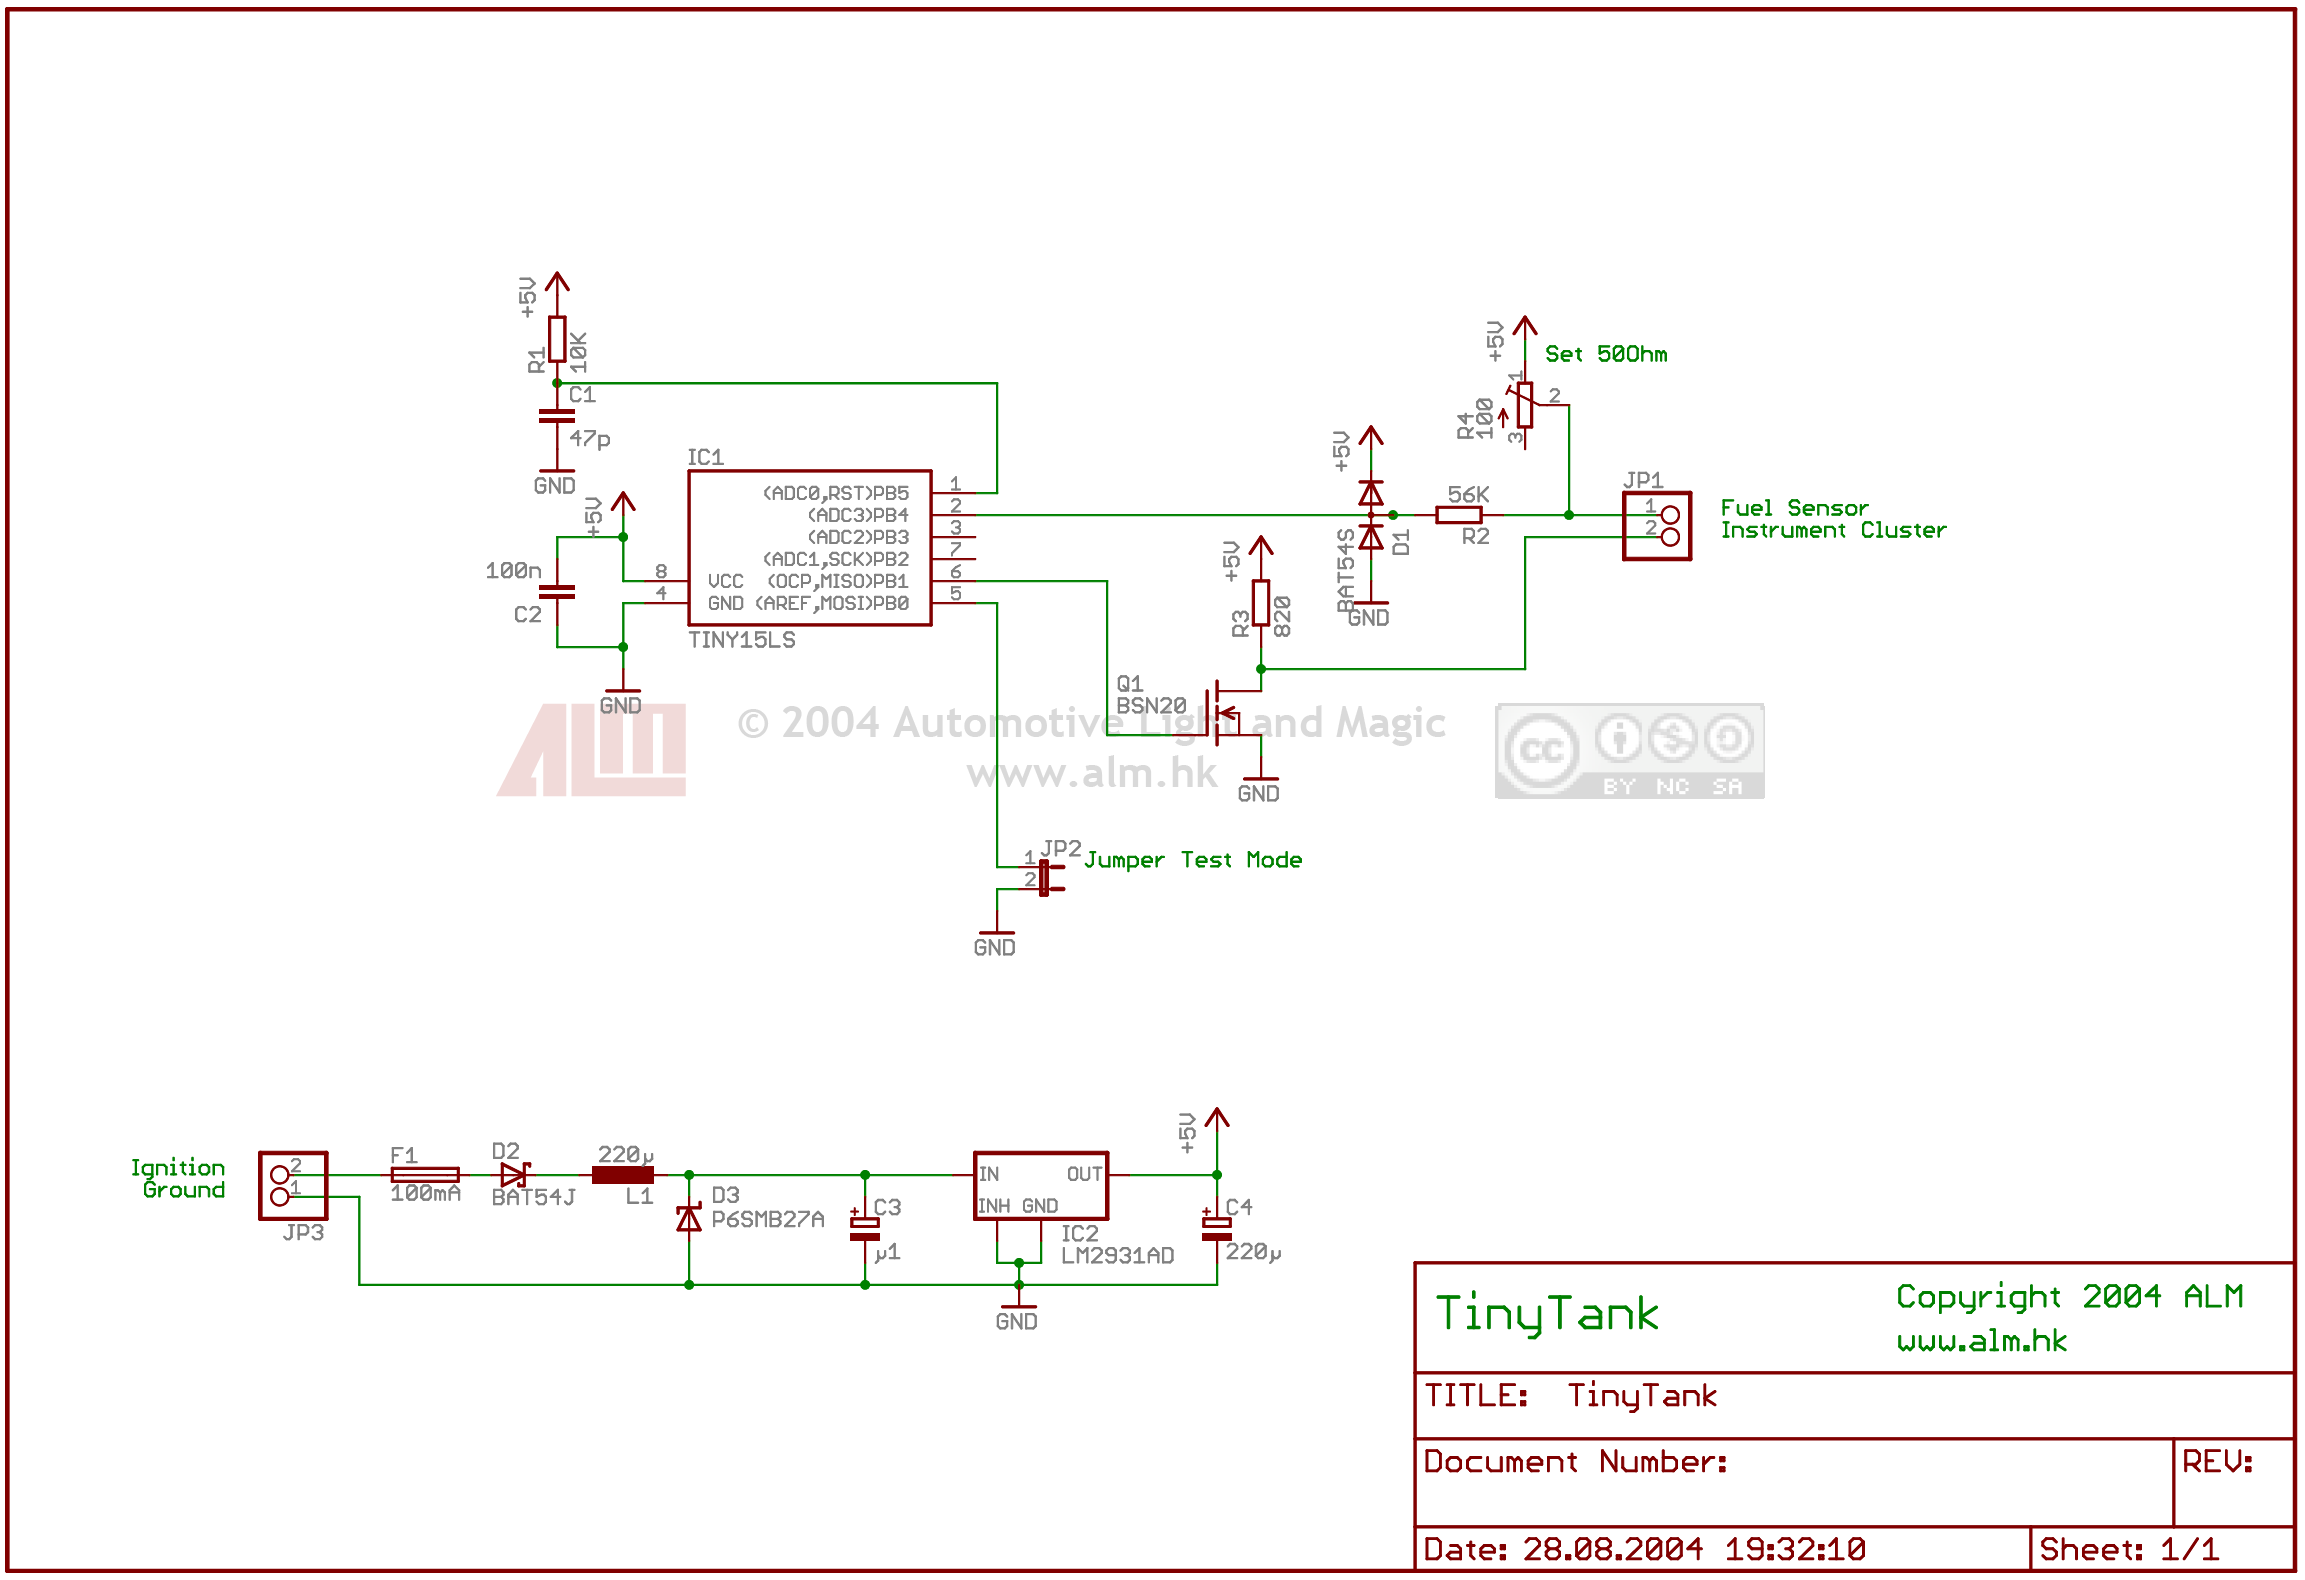 +5V
R1
10K
C1
47p
GND
+5V
100n
C2
GND
IC1
(ADC0,RST)PB5
(ADC3)PB4
(ADC2)PB3
(ADC1,SCK)PB2
VCC (OCP,MISO)PB1
GND (AREF,MOSI)PB0
8
4
1
2
3
7
6
5
TINY15LS
+5V
BAT54S
D1
GND
56K
R2
+5V
Set 50Ohm
R4
100
1
2
3
JP1
1
2
Fuel Sensor
Instrument Cluster
+5V
R3
820
Q1
BSN20
GND
ALM
© 2004 Automotive Light and Magic
www.alm.hk
cc
BY NC SA
JP2
1
2
Jumper Test Mode
GND
Ignition
Ground
2
1
JP3
F1
100mA
D2
BAT54J
220µ
L1
D3
P6SMB27A
C3
µ1
IN OUT
INH GND
IC2
LM2931AD
GND
+5V
C4
220µ
TinyTank
Copyright 2004 ALM
www.alm.hk
TITLE: TinyTank
Document Number:
REV:
Date: 28.08.2004 19:32:10
Sheet: 1/1